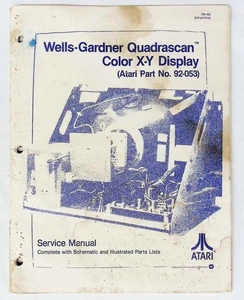 Wells-Gardner Quadrascan™
Color X-Y Display
(Atari Part No. 92-053)
Service Manual
Complete with Schematic and Illustrated Parts Lists
ATARI